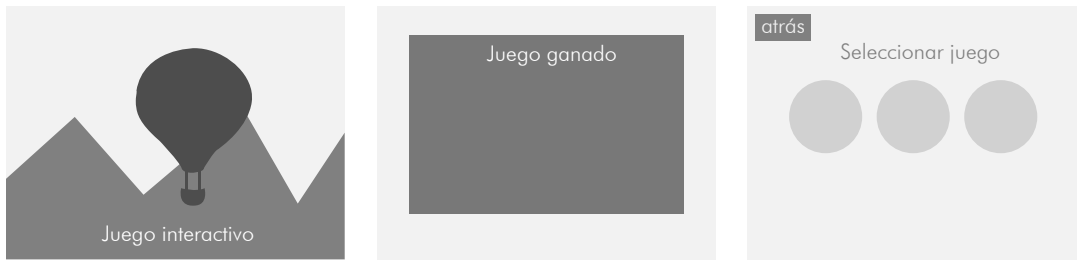 Juego interactivo
Juego ganado
atrás
Seleccionar juego